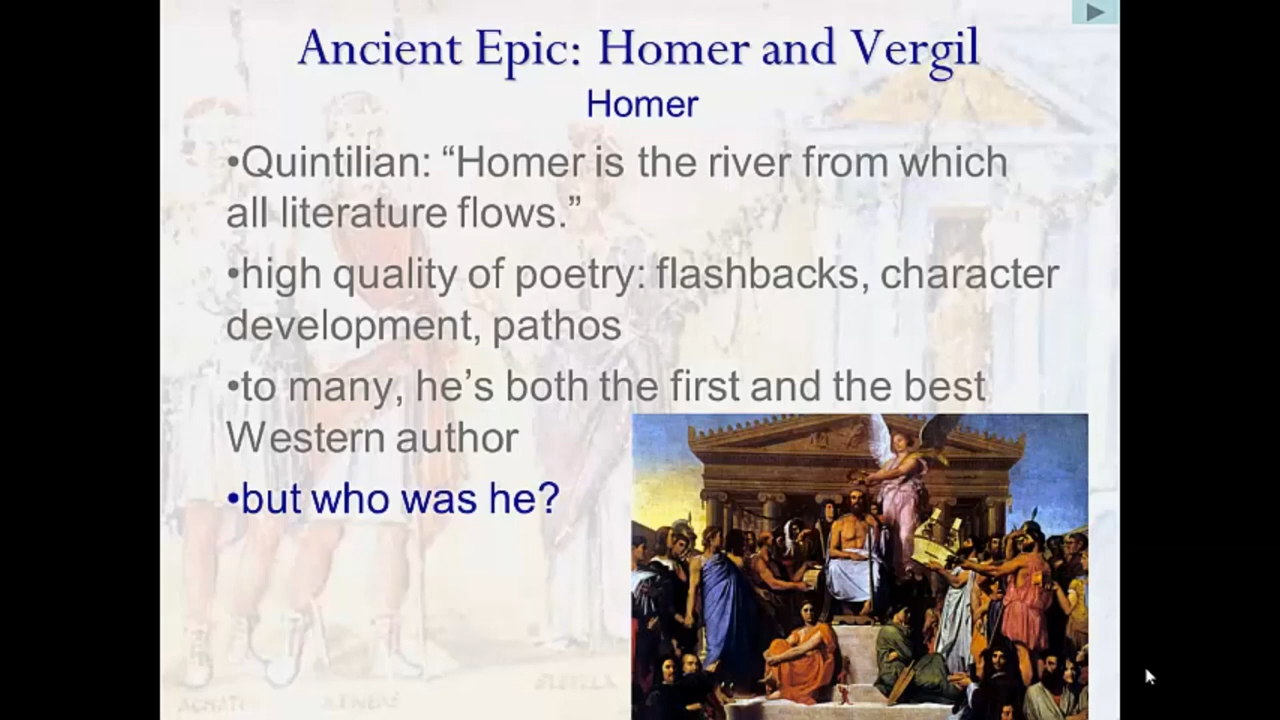 Ancient Epic: Homer and Vergil
Homer
•Quintilian: “Homer is the river from which
all literature flows.”
•high quality of poetry: flashbacks, character
development, pathos
•to many, he’s both the first and the best
Western author
•but who was he?